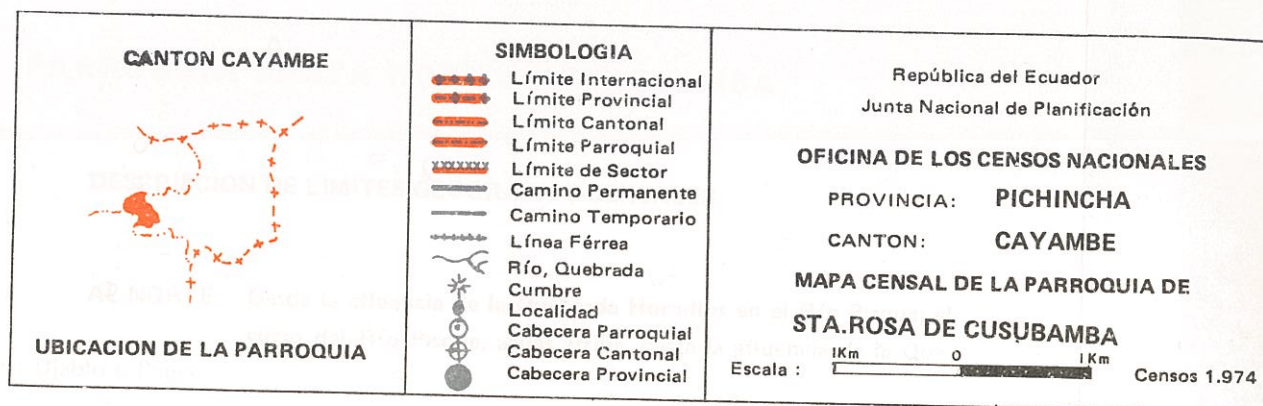 CANTON CAYAMBE
UBICACION DE LA PARROQUIA
SIMBOLOGIA
Límite Internacional
Límite Provincial
Límite Cantonal
Límite Parroquial
Límite de Sector
Camino Permanente
Camino Temporario
Línea Férrea
Río, Quebrada
Cumbre
Localidad
Cabecera Parroquial
Cabecera Cantonal
Cabecera Provincial
República del Ecuador
Junta Nacional de Planificación
OFICINA DE LOS CENSOS NACIONALES
PROVINCIA: PICHINCHA
CANTON: CAYAMBE
MAPA CENSAL DE LA PARROQUIA DE
STA.ROSA DE CUSUBAMBA
Escala : 1Km 0 1Km Censos 1.974